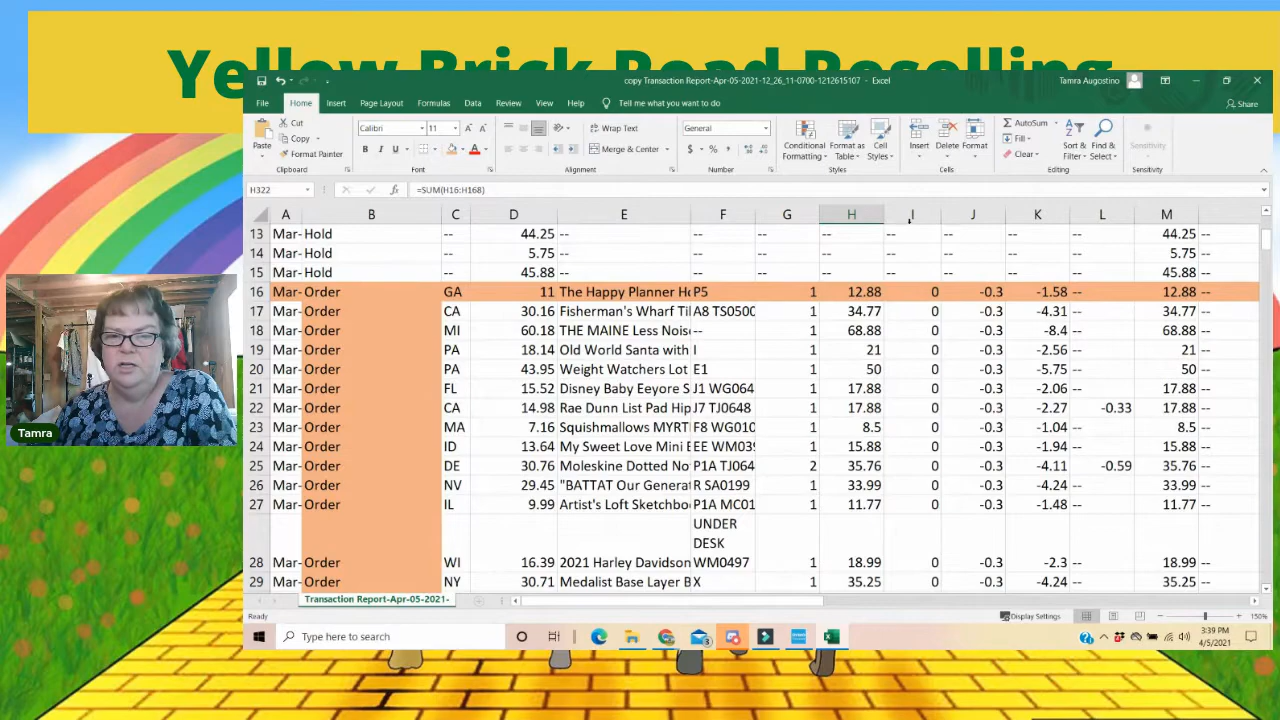 Yellow Brick Road Reselling
copy Transaction Report-Apr-05-2021-12_26_11-0700-1212615107 - Excel
Tamra Augostino
File Home Insert Page Layout Formulas Data Review View Help Tell me what you want to do Share
Paste Cut Copy Format Painter Clipboard
Calibri 11 B I U Font
Wrap Text Merge & Center Alignment
General $ % , Number
Conditional Formatting Format as Table Cell Styles Styles
Insert Delete Format Cells
AutoSum Fill Clear Sort & Filter Find & Select Editing
Sensitivity Sensitivity
H322 fx =SUM(H16:H168)
A B C D E F G H I J K L M
13 Mar- Hold -- 44.25 -- -- -- -- -- -- -- -- 44.25 --
14 Mar- Hold -- 5.75 -- -- -- -- -- -- -- -- 5.75 --
15 Mar- Hold -- 45.88 -- -- -- -- -- -- -- -- 45.88 --
16 Mar- Order GA 11 The Happy Planner Ho P5 1 12.88 0 -0.3 -1.58 -- 12.88 --
17 Mar- Order CA 30.16 Fisherman's Wharf Til A8 TS0500 1 34.77 0 -0.3 -4.31 -- 34.77 --
18 Mar- Order MI 60.18 THE MAINE Less Nois -- 1 68.88 0 -0.3 -8.4 -- 68.88 --
19 Mar- Order PA 18.14 Old World Santa with I 1 21 0 -0.3 -2.56 -- 21 --
20 Mar- Order PA 43.95 Weight Watchers Lot E1 1 50 0 -0.3 -5.75 -- 50 --
21 Mar- Order FL 15.52 Disney Baby Eeyore S J1 WG064 1 17.88 0 -0.3 -2.06 -- 17.88 --
22 Mar- Order CA 14.98 Rae Dunn List Pad Hip J7 TJ0648 1 17.88 0 -0.3 -2.27 -0.33 17.88 --
23 Mar- Order MA 7.16 Squishmallows MYRT F8 WG010 1 8.5 0 -0.3 -1.04 -- 8.5 --
24 Mar- Order ID 13.64 My Sweet Love Mini E EE WM039 1 15.88 0 -0.3 -1.94 -- 15.88 --
25 Mar- Order DE 30.76 Moleskine Dotted No P1A TJ064 2 35.76 0 -0.3 -4.11 -0.59 35.76 --
26 Mar- Order NV 29.45 "BATTAT Our Genera R SA0199 1 33.99 0 -0.3 -4.24 -- 33.99 --
27 Mar- Order IL 9.99 Artist's Loft Sketchbo P1A MC01 1 11.77 0 -0.3 -1.48 -- 11.77 --
UNDER
DESK
28 Mar- Order WI 16.39 2021 Harley Davidson WM0497 1 18.99 0 -0.3 -2.3 -- 18.99 --
29 Mar- Order NY 30.71 Medalist Base Layer B X 1 35.25 0 -0.3 -4.24 -- 35.25 --
Transaction Report-Apr-05-2021-
Ready Display Settings 150%
Type here to search
3:39 PM
4/5/2021
Tamra